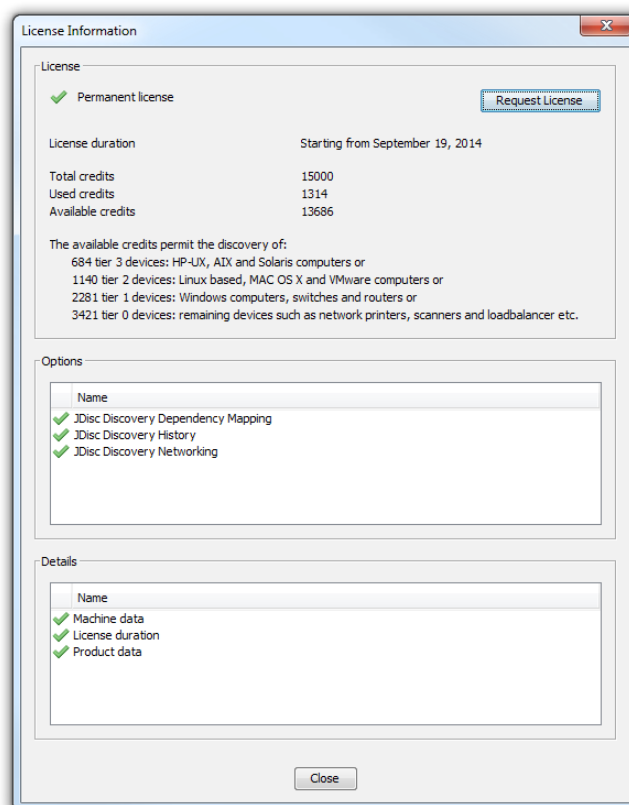 License Information
License
Permanent license
Request License
License duration Starting from September 19, 2014
Total credits 15000
Used credits 1314
Available credits 13686
The available credits permit the discovery of:
684 tier 3 devices: HP-UX, AIX and Solaris computers or
1140 tier 2 devices: Linux based, MAC OS X and VMware computers or
2281 tier 1 devices: Windows computers, switches and routers or
3421 tier 0 devices: remaining devices such as network printers, scanners and loadbalancer etc.
Options
Name
JDisc Discovery Dependency Mapping
JDisc Discovery History
JDisc Discovery Networking
Details
Name
Machine data
License duration
Product data
Close